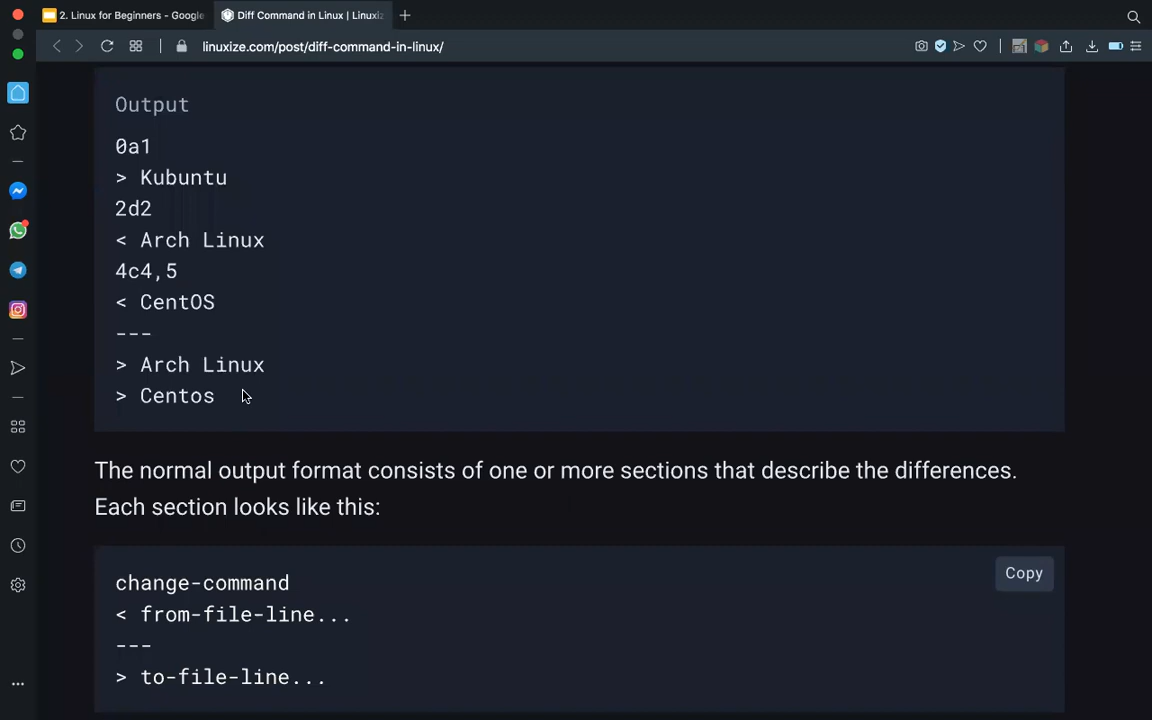 2. Linux for Beginners - Google
Diff Command in Linux | Linuxiz
linuxize.com/post/diff-command-in-linux/
Output
0a1
> Kubuntu
2d2
< Arch Linux
4c4,5
< CentOS
---
> Arch Linux
> Centos
The normal output format consists of one or more sections that describe the differences.
Each section looks like this:
Copy
change-command
< from-file-line...
---
> to-file-line...